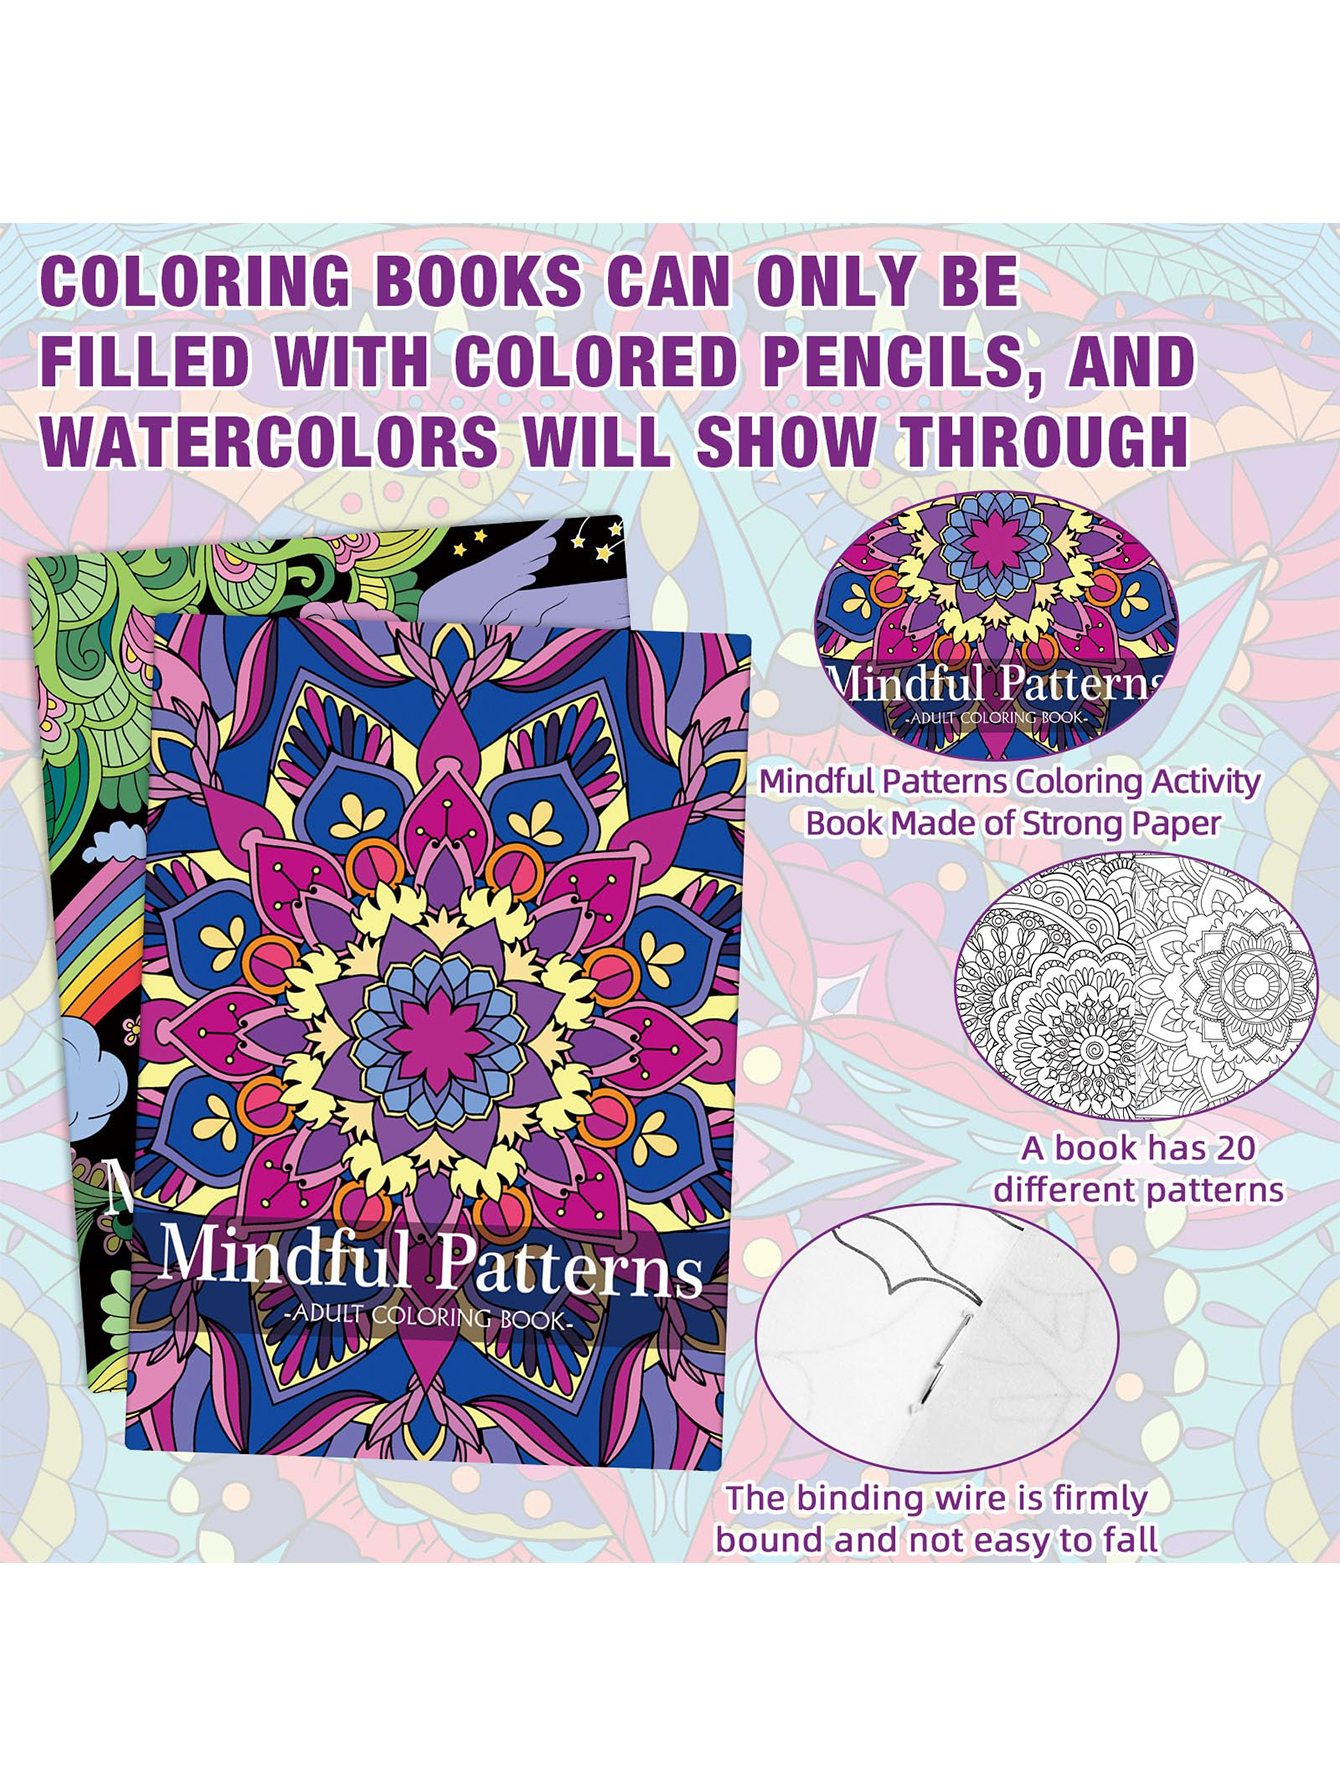 COLORING BOOKS CAN ONLY BE
FILLED WITH COLORED PENCILS, AND
WATERCOLORS WILL SHOW THROUGH
Mindful Patterns
-ADULT COLORING BOOK-
Mindful Patterns Coloring Activity
Book Made of Strong Paper
A book has 20
different patterns
M
Mindful Patterns
-ADULT COLORING BOOK-
The binding wire is firmly
bound and not easy to fall